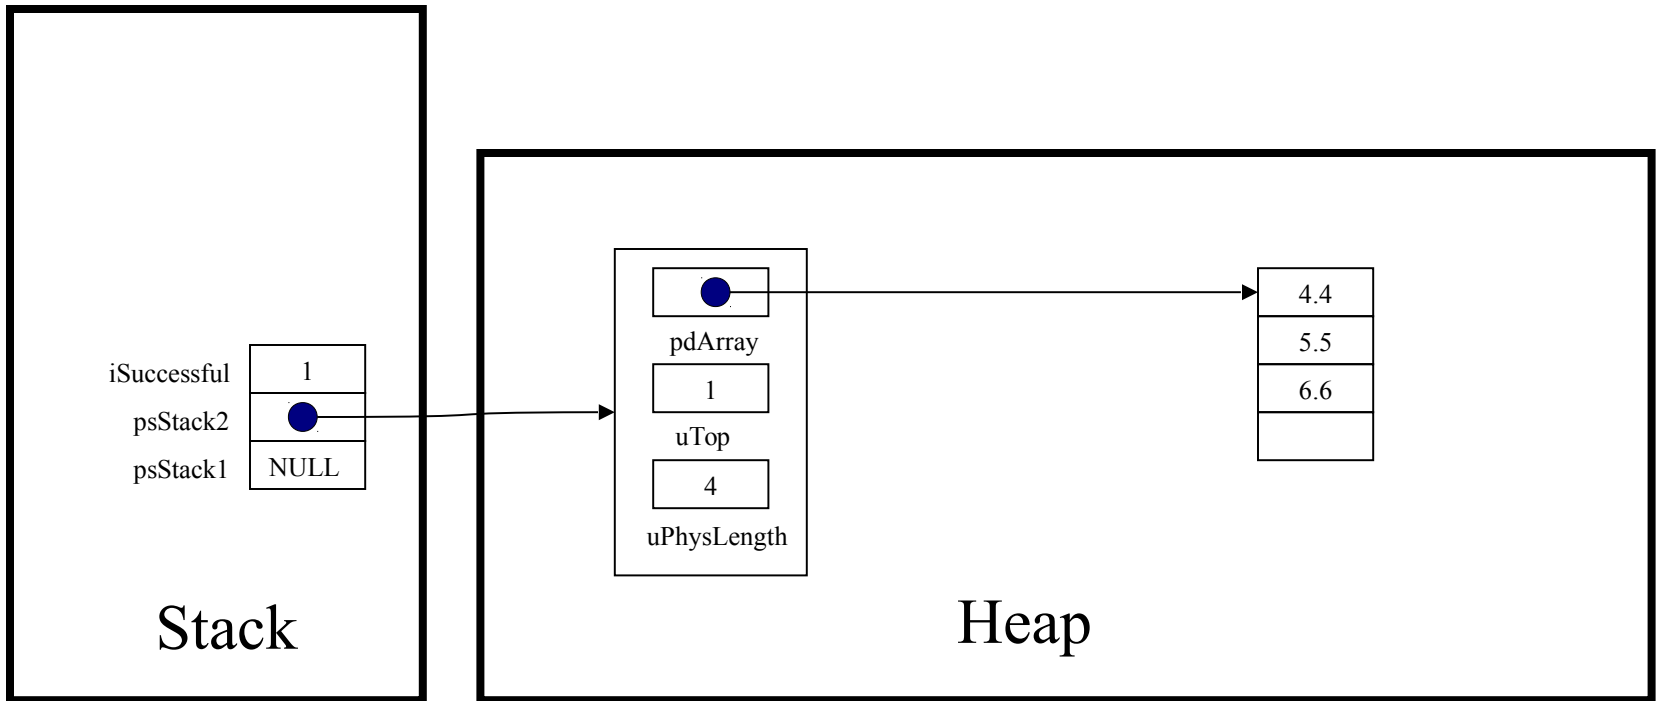 iSuccessful 1
psStack2
psStack1 NULL
Stack
pdArray
1
uTop
4
uPhysLength
4.4
5.5
6.6
Heap